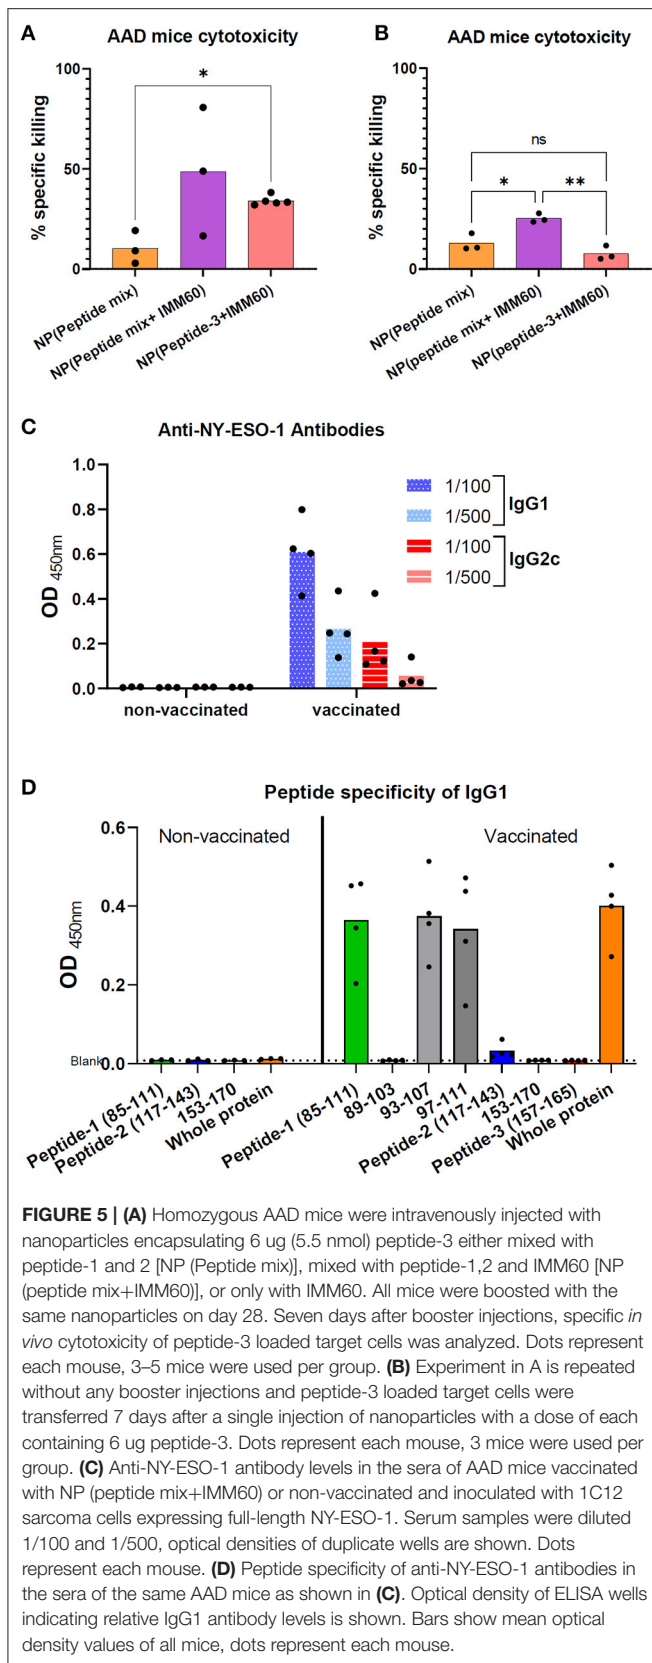 A
AAD mice cytotoxicity
% specific killing
100
50
0
*
NP(Peptide mix)
NP(Peptide mix+ IMM60)
NP(Peptide-3+IMM60)
B
AAD mice cytotoxicity
% specific killing
100
50
0
ns
* **
NP(Peptide mix)
NP(peptide mix+ IMM60)
NP(peptide-3+IMM60)
C
Anti-NY-ESO-1 Antibodies
OD 450nm
1.0
0.8
0.6
0.4
0.2
0.0
non-vaccinated vaccinated
1/100
1/500
IgG1
1/100
1/500
IgG2c
D
Peptide specificity of IgG1
Non-vaccinated Vaccinated
OD 450nm
0.6
0.4
0.2
0.0
Blank
Peptide-1 (85-111)
Peptide-2 (117-143)
153-170
Whole protein
Peptide-1 (85-111)
89-103
93-107
97-111
Peptide-2 (117-143)
153-170
Peptide-3 (157-165)
Whole protein
FIGURE 5 | (A) Homozygous AAD mice were intravenously injected with
nanoparticles encapsulating 6 ug (5.5 nmol) peptide-3 either mixed with
peptide-1 and 2 [NP (Peptide mix)], mixed with peptide-1,2 and IMM60 [NP
(peptide mix+IMM60)], or only with IMM60. All mice were boosted with the
same nanoparticles on day 28. Seven days after booster injections, specific in
vivo cytotoxicity of peptide-3 loaded target cells was analyzed. Dots represent
each mouse, 3–5 mice were used per group. (B) Experiment in A is repeated
without any booster injections and peptide-3 loaded target cells were
transferred 7 days after a single injection of nanoparticles with a dose of each
containing 6 ug peptide-3. Dots represent each mouse, 3 mice were used per
group. (C) Anti-NY-ESO-1 antibody levels in the sera of AAD mice vaccinated
with NP (peptide mix+IMM60) or non-vaccinated and inoculated with 1C12
sarcoma cells expressing full-length NY-ESO-1. Serum samples were diluted
1/100 and 1/500, optical densities of duplicate wells are shown. Dots
represent each mouse. (D) Peptide specificity of anti-NY-ESO-1 antibodies in
the sera of the same AAD mice as shown in (C). Optical density of ELISA wells
indicating relative IgG1 antibody levels is shown. Bars show mean optical
density values of all mice, dots represent each mouse.